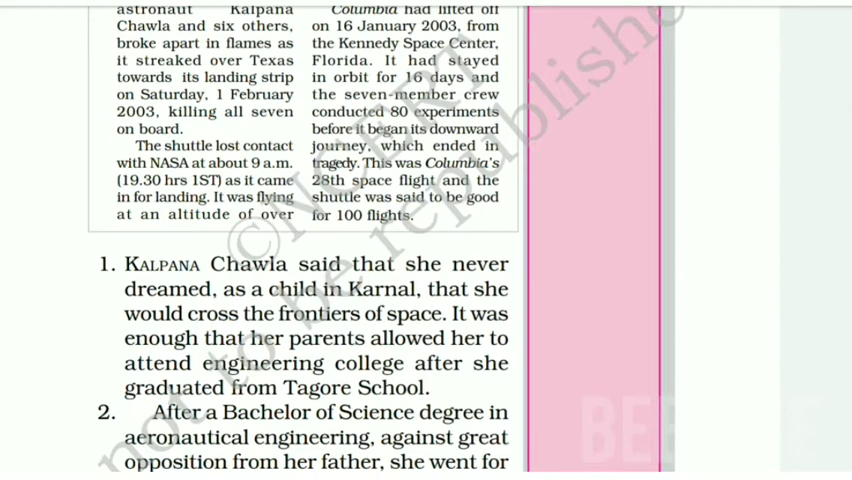 astronaut Kalpana
Chawla and six others,
broke apart in flames as
it streaked over Texas
towards its landing strip
on Saturday, 1 February
2003, killing all seven
on board.
The shuttle lost contact
with NASA at about 9 a.m.
(19.30 hrs 1ST) as it came
in for landing. It was flying
at an altitude of over
Columbia had lifted off
on 16 January 2003, from
the Kennedy Space Center,
Florida. It had stayed
in orbit for 16 days and
the seven-member crew
conducted 80 experiments
before it began its downward
journey, which ended in
tragedy. This was Columbia's
28th space flight and the
shuttle was said to be good
for 100 flights.
1. KALPANA Chawla said that she never
dreamed, as a child in Karnal, that she
would cross the frontiers of space. It was
enough that her parents allowed her to
attend engineering college after she
graduated from Tagore School.
2. After a Bachelor of Science degree in
aeronautical engineering, against great
opposition from her father, she went for
©NCERT
not to be republishe